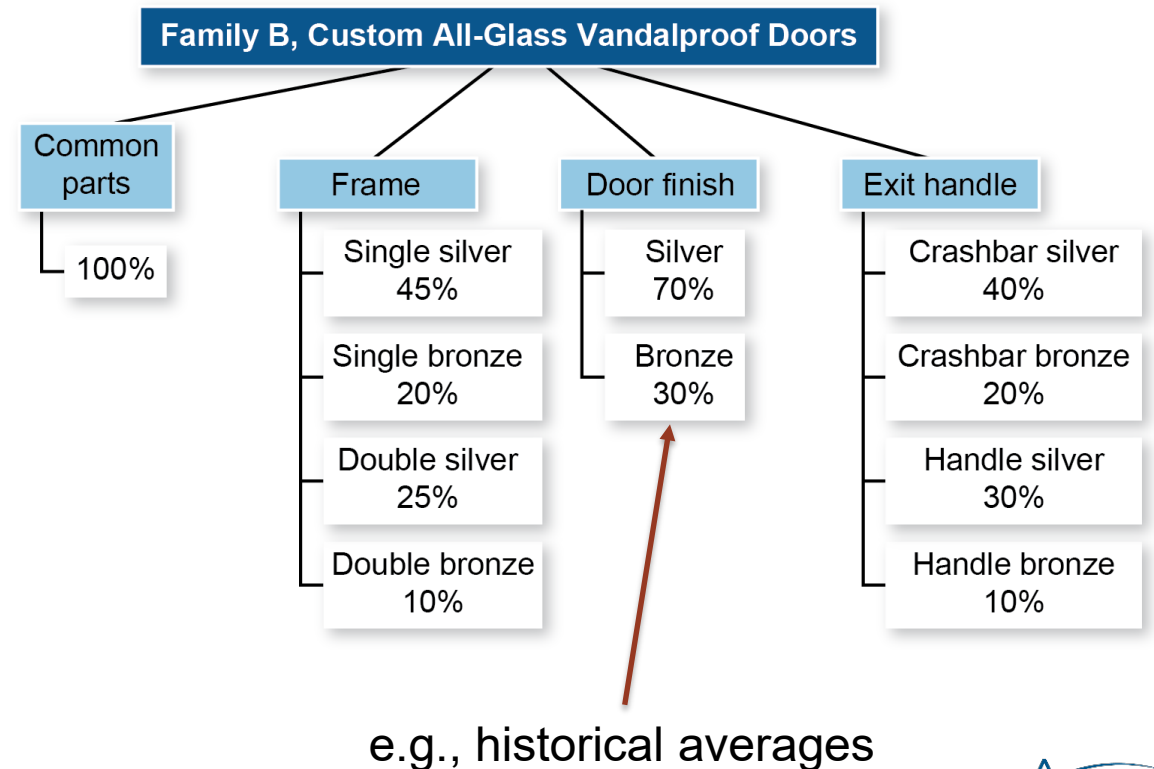 Family B, Custom All-Glass Vandalproof Doors
Common
parts
100%
Frame
Single silver
45%
Single bronze
20%
Double silver
25%
Double bronze
10%
Door finish
Silver
70%
Bronze
30%
Exit handle
Crashbar silver
40%
Crashbar bronze
20%
Handle silver
30%
Handle bronze
10%
e.g., historical averages